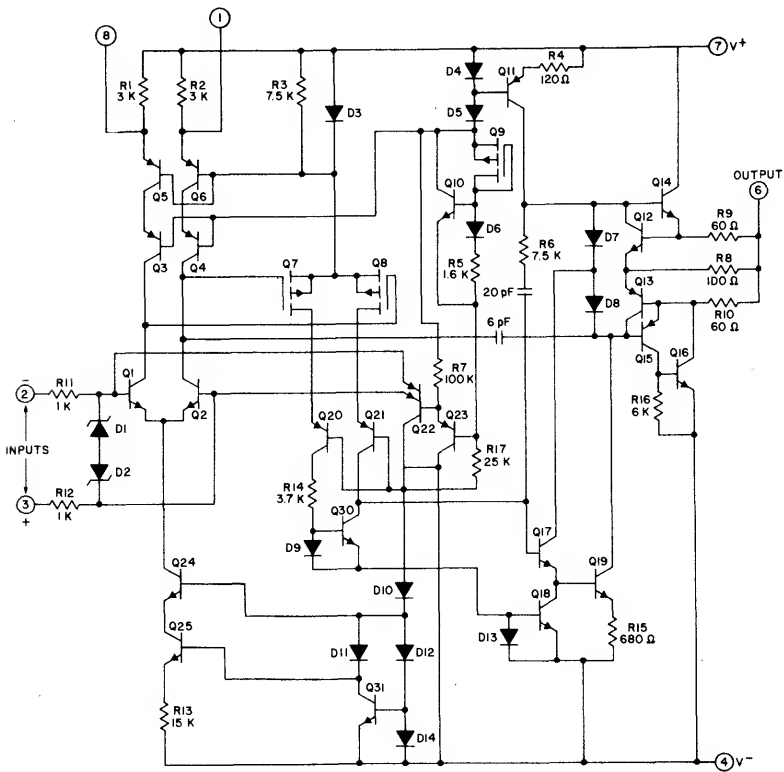 8
1
7 V+
R1
3 K
R2
3 K
R3
7.5 K
D3
D4
D5
Q11
R4
120 Ω
Q9
Q5
Q6
Q3
Q4
Q10
D6
R5
1.6 K
Q7
Q8
R6
7.5 K
20 pF
6 pF
D7
D8
Q14
Q12
Q13
Q15
Q16
OUTPUT
6
R9
60 Ω
R8
100 Ω
R10
60 Ω
R16
6 K
R7
100 K
– 2
R11
1 K
INPUTS
D1
D2
3 +
R12
1 K
Q1
Q2
Q20
Q21
Q22
Q23
R17
25 K
R14
3.7 K
Q30
D9
Q17
Q19
Q18
D13
R15
680 Ω
Q24
Q25
R13
15 K
D10
D11
D12
Q31
D14
4 V–